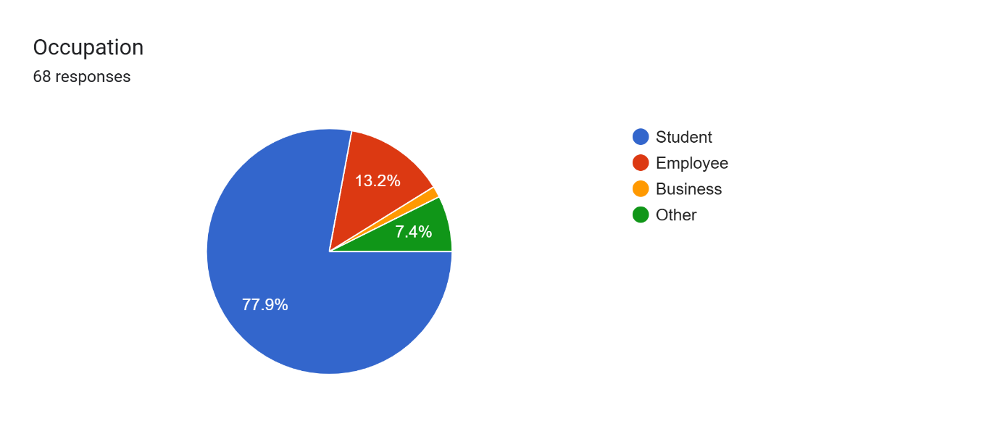 Occupation
68 responses
Student
Employee
Business
Other
13.2%
7.4%
77.9%